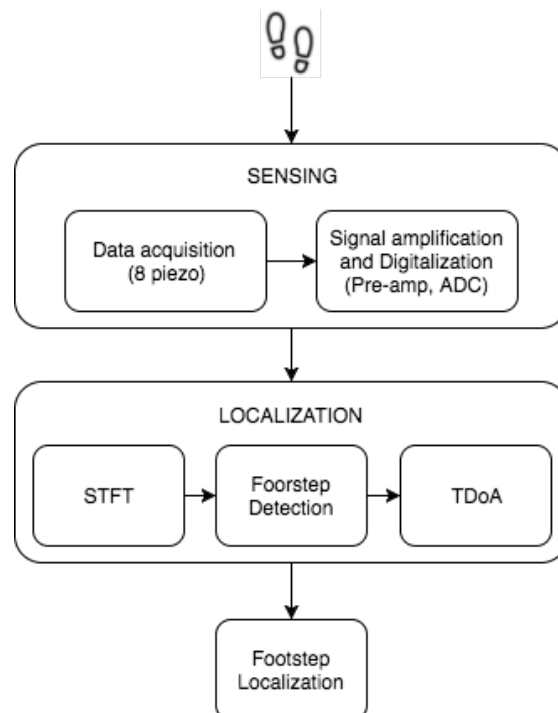 SENSING
Data acquisition
(8 piezo)
Signal amplification
and Digitalization
(Pre-amp, ADC)
LOCALIZATION
STFT
Foorstep
Detection
TDoA
Footstep
Localization